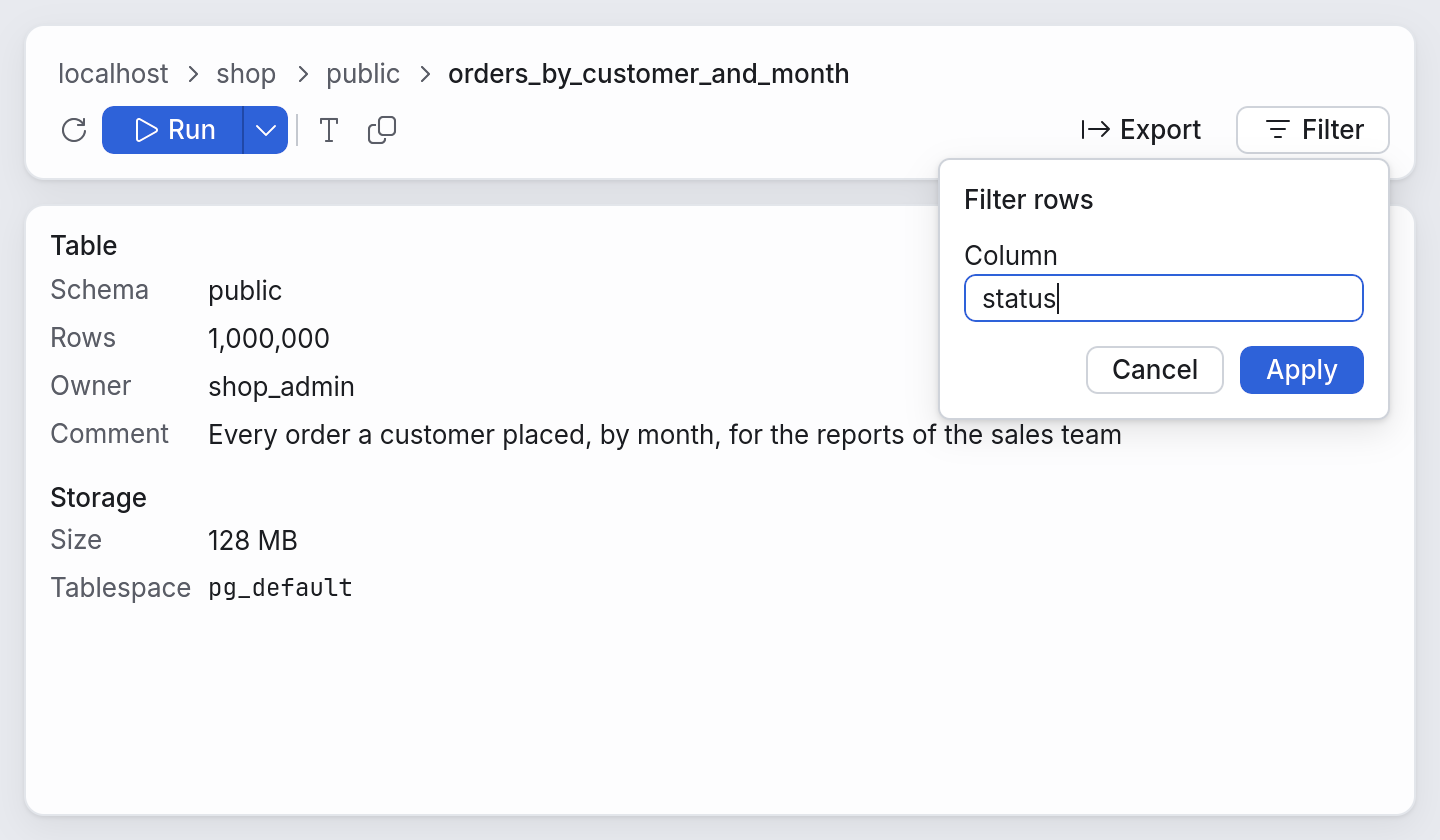 localhost > shop > public > orders_by_customer_and_month
Run
Export
Filter
Filter rows
Column
status
Cancel
Apply
Table
Schema public
Rows 1,000,000
Owner shop_admin
Comment Every order a customer placed, by month, for the reports of the sales team
Storage
Size 128 MB
Tablespace pg_default